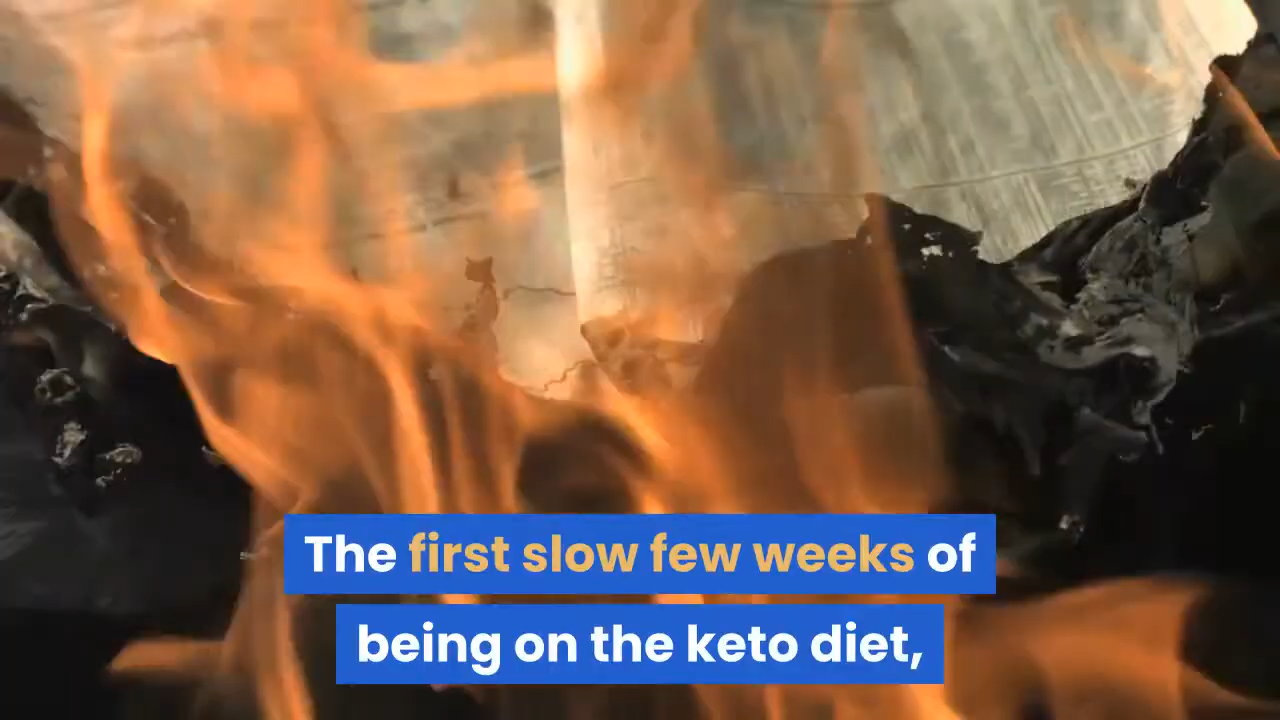 The first slow few weeks of
being on the keto diet,